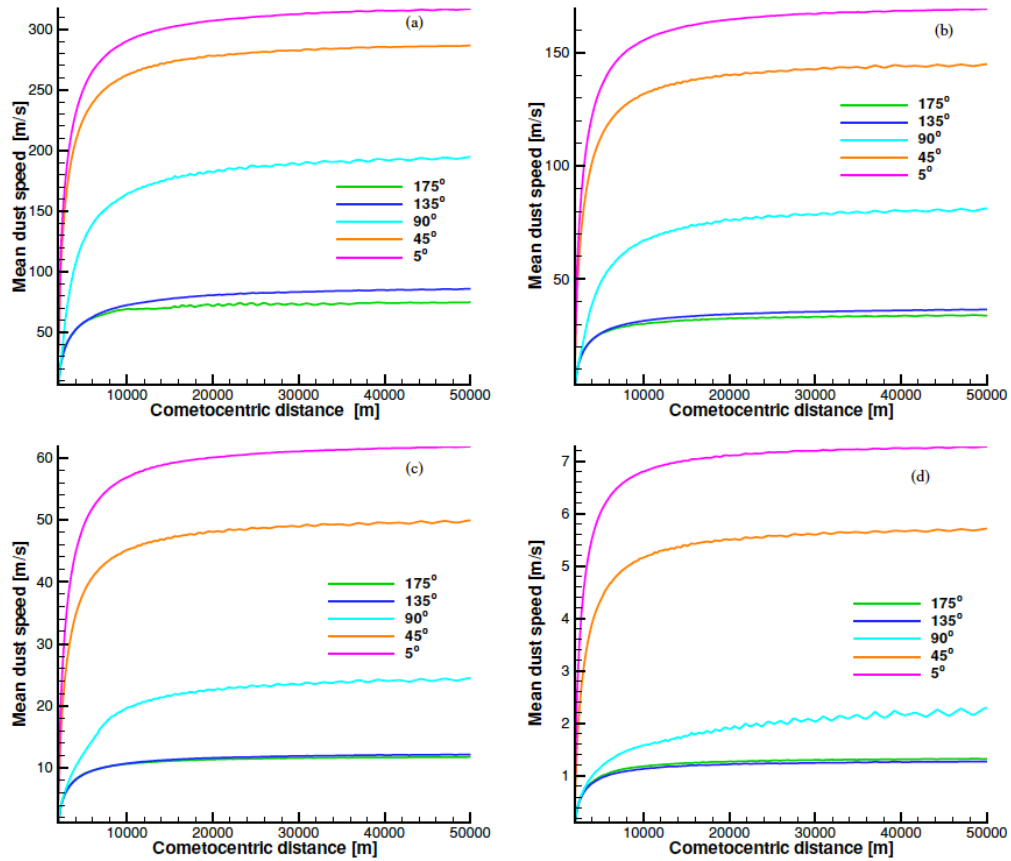 (a)
Mean dust speed [m/s]
300
250
200
150
100
50
175°
135°
90°
45°
5°
10000 20000 30000 40000 50000
Cometocentric distance [m]
(b)
Mean dust speed [m/s]
150
100
50
175°
135°
90°
45°
5°
10000 20000 30000 40000 50000
Cometocentric distance [m]
(c)
Mean dust speed [m/s]
60
50
40
30
20
10
175°
135°
90°
45°
5°
10000 20000 30000 40000 50000
Cometocentric distance [m]
(d)
Mean dust speed [m/s]
7
6
5
4
3
2
1
175°
135°
90°
45°
5°
10000 20000 30000 40000 50000
Cometocentric distance [m]